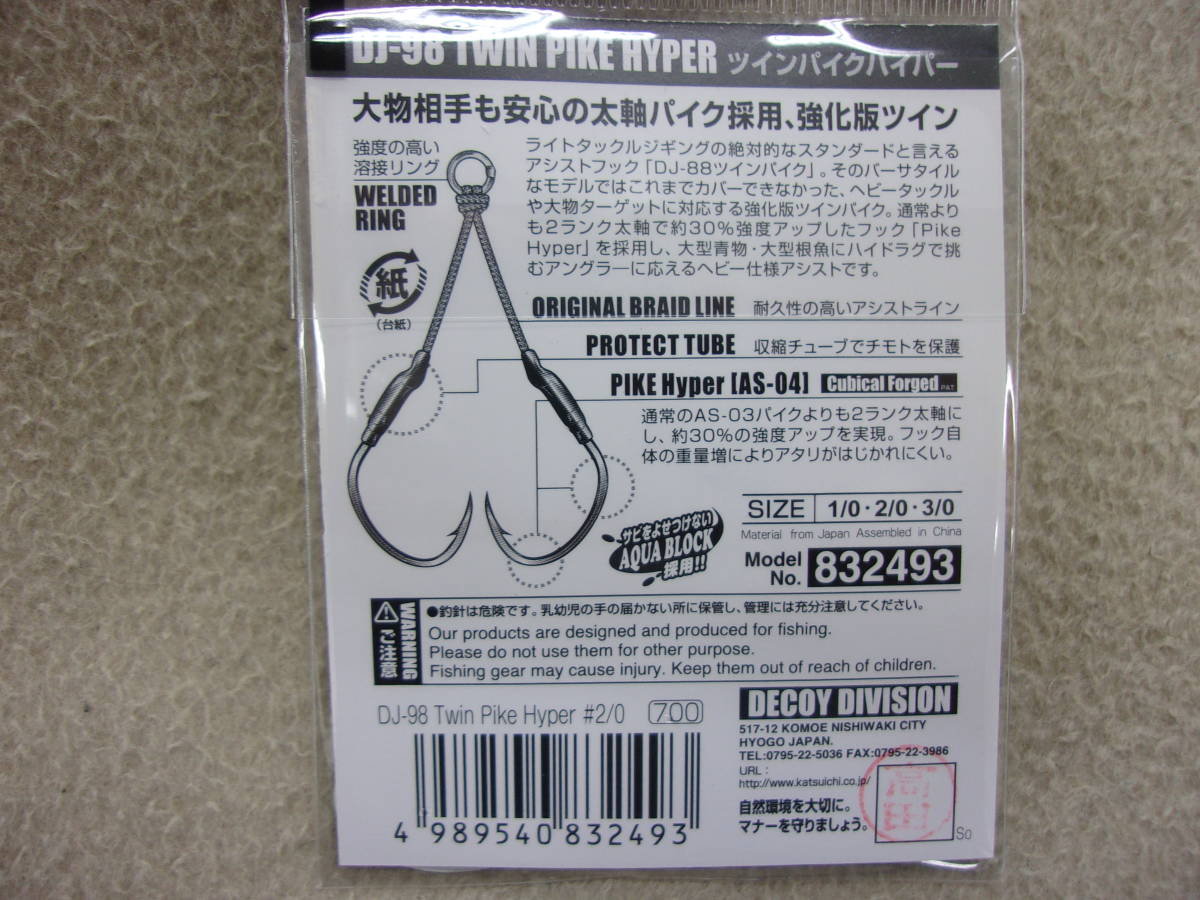 DJ-98 TWIN PIKE HYPER ツインパイクハイパー
大物相手も安心の太軸パイク採用、強化版ツイン
強度の高い
溶接リング
WELDED
RING
ライトタックルジギングの絶対的なスタンダードと言える
アシストフック「DJ-88ツインパイク」。そのバーサタイル
なモデルではこれまでカバーできなかった、ヘビータックル
や大物ターゲットに対応する強化版ツインパイク。通常より
も2ランク太軸で約30%強度アップしたフック「Pike
Hyper」を採用し、大型青物・大型根魚にハイドラグで挑
むアングラーに応えるヘビー仕様アシストです。
紙
(台紙)
ORIGINAL BRAID LINE 耐久性の高いアシストライン
PROTECT TUBE 収縮チューブでチモトを保護
PIKE Hyper [AS-04] Cubical Forged PAT.
通常のAS-03パイクよりも2ランク太軸に
し、約30%の強度アップを実現。フック自
体の重量増によりアタリがはじかれにくい。
サビをよせつけない
AQUA BLOCK
採用!!
SIZE 1/0・2/0・3/0
Material from Japan Assembled in China
Model No. 832493
WARNING
ご注意
●釣針は危険です。乳幼児の手の届かない所に保管し、管理には充分注意してください。
Our products are designed and produced for fishing.
Please do not use them for other purpose.
Fishing gear may cause injury. Keep them out of reach of children.
DJ-98 Twin Pike Hyper #2/0 700
4 989540 832493
DECOY DIVISION
517-12 KOMOE NISHIWAKI CITY
HYOGO JAPAN.
TEL:0795-22-5036 FAX:0795-22-3986
URL :
http://www.katsuichi.co.jp/
自然環境を大切に。
マナーを守りましょう。
高田
So